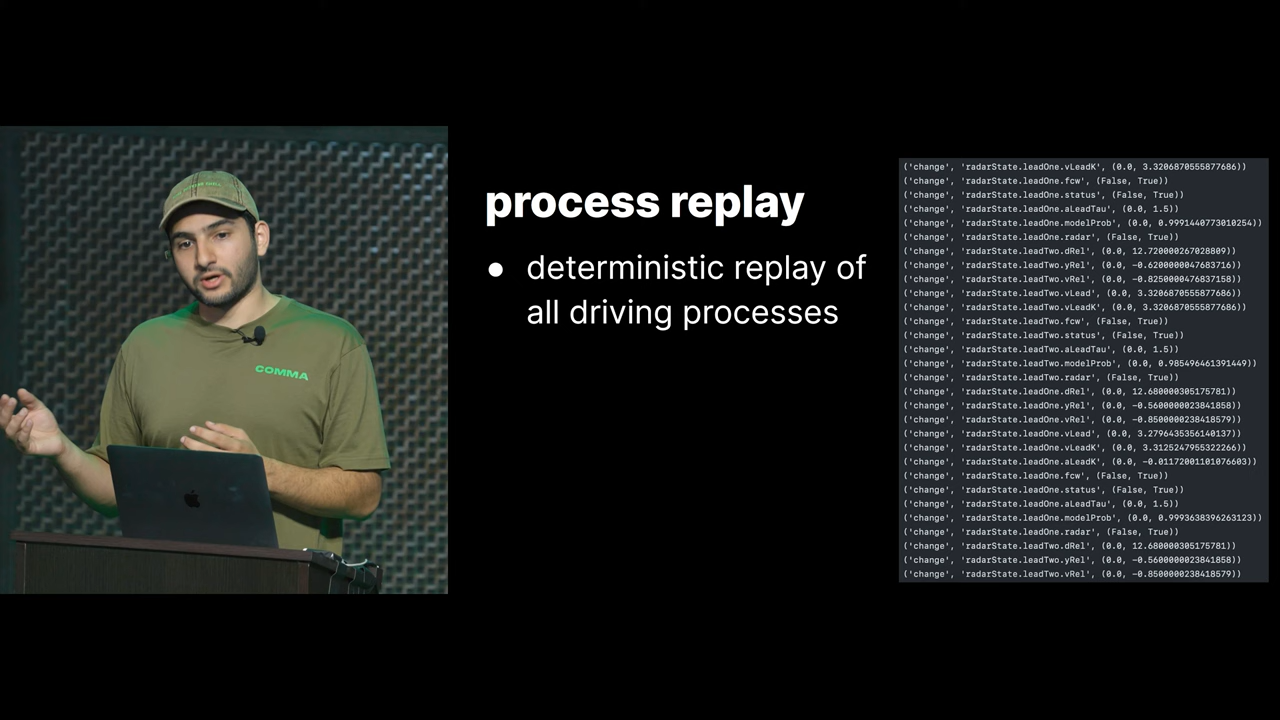 COMMA
process replay
● deterministic replay of
all driving processes
('change', 'radarState.leadOne.vLeadK', (0.0, 3.3206870555877686))
('change', 'radarState.leadOne.fcw', (False, True))
('change', 'radarState.leadOne.status', (False, True))
('change', 'radarState.leadOne.aLeadTau', (0.0, 1.5))
('change', 'radarState.leadOne.modelProb', (0.0, 0.9991440773010254))
('change', 'radarState.leadOne.radar', (False, True))
('change', 'radarState.leadTwo.dRel', (0.0, 12.720000267028809))
('change', 'radarState.leadTwo.yRel', (0.0, -0.6200000047683716))
('change', 'radarState.leadTwo.vRel', (0.0, -0.8250000476837158))
('change', 'radarState.leadTwo.vLead', (0.0, 3.3206870555877686))
('change', 'radarState.leadTwo.vLeadK', (0.0, 3.3206870555877686))
('change', 'radarState.leadTwo.fcw', (False, True))
('change', 'radarState.leadTwo.status', (False, True))
('change', 'radarState.leadTwo.aLeadTau', (0.0, 1.5))
('change', 'radarState.leadTwo.modelProb', (0.0, 0.985496461391449))
('change', 'radarState.leadTwo.radar', (False, True))
('change', 'radarState.leadOne.dRel', (0.0, 12.680000305175781))
('change', 'radarState.leadOne.yRel', (0.0, -0.5600000023841858))
('change', 'radarState.leadOne.vRel', (0.0, -0.8500000238418579))
('change', 'radarState.leadOne.vLead', (0.0, 3.2796435356140137))
('change', 'radarState.leadOne.vLeadK', (0.0, 3.3125247955322266))
('change', 'radarState.leadOne.aLeadK', (0.0, -0.01172001101076603))
('change', 'radarState.leadOne.fcw', (False, True))
('change', 'radarState.leadOne.status', (False, True))
('change', 'radarState.leadOne.aLeadTau', (0.0, 1.5))
('change', 'radarState.leadOne.modelProb', (0.0, 0.9993638396263123))
('change', 'radarState.leadOne.radar', (False, True))
('change', 'radarState.leadTwo.dRel', (0.0, 12.680000305175781))
('change', 'radarState.leadTwo.yRel', (0.0, -0.5600000023841858))
('change', 'radarState.leadTwo.vRel', (0.0, -0.8500000238418579))